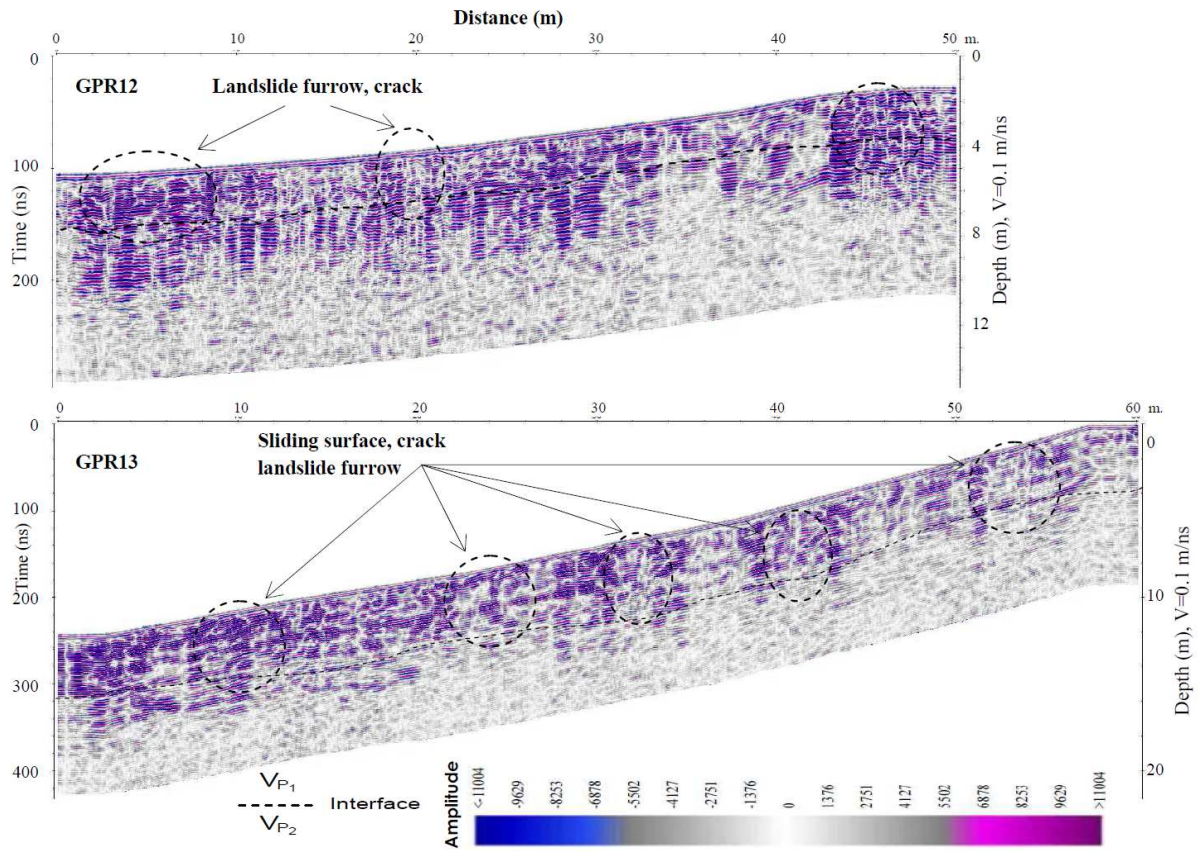 Distance (m)
0 10 20 30 40 50 m.
0 100 200
Time (ns)
GPR12
Landslide furrow, crack
0 4 8 12
Depth (m), V=0.1 m/ns
0 10 20 30 40 50 60 m.
0 100 200 300 400
Time (ns)
GPR13
Sliding surface, crack
landslide furrow
0 10 20
Depth (m), V=0.1 m/ns
VP1
Interface
VP2
Amplitude
<-11004 -9629 -8253 -6878 -5502 -4127 -2751 -1376 0 1376 2751 4127 5502 6878 8253 9629 >11004